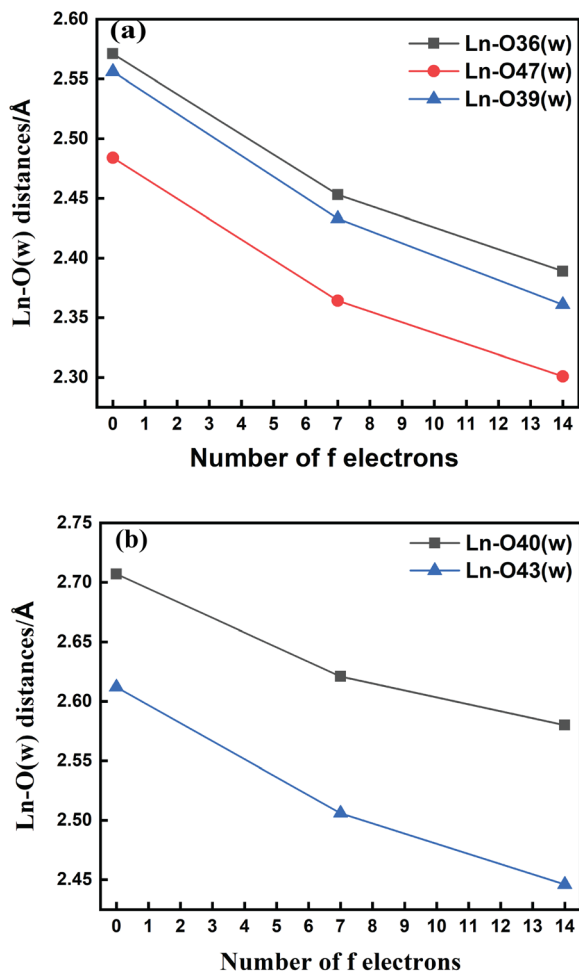 (a)
Ln-O36(w)
Ln-O47(w)
Ln-O39(w)
2.60
2.55
2.50
2.45
2.40
2.35
2.30
Ln-O(w) distances/Å
0 1 2 3 4 5 6 7 8 9 10 11 12 13 14
Number of f electrons
(b)
Ln-O40(w)
Ln-O43(w)
2.75
2.70
2.65
2.60
2.55
2.50
2.45
Ln-O(w) distances/Å
0 1 2 3 4 5 6 7 8 9 10 11 12 13 14
Number of f electrons